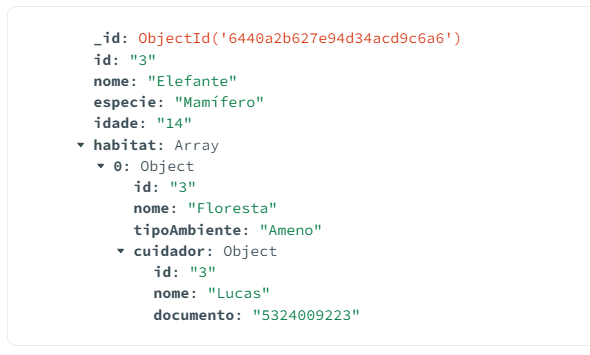 _id: ObjectId('6440a2b627e94d34acd9c6a6')
id: "3"
nome: "Elefante"
especie: "Mamífero"
idade: "14"
habitat: Array
0: Object
id: "3"
nome: "Floresta"
tipoAmbiente: "Ameno"
cuidador: Object
id: "3"
nome: "Lucas"
documento: "5324009223"